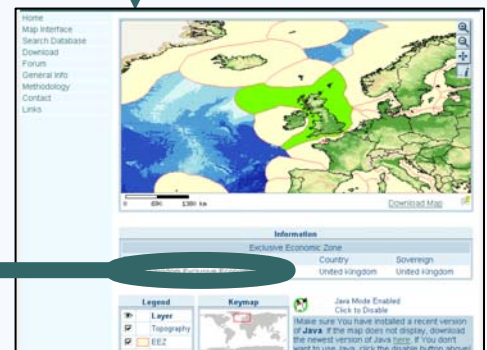 Home
Map Interface
Search Database
Download
Forum
General Info
Methodology
Contact
Links
0 690 1380 km
Download Map
Information
Exclusive Economic Zone
Country Sovereign
United Kingdom United Kingdom
Legend
Layer
Topography
EEZ
Keymap
Java Mode Enabled
Click to Disable
!Make sure You have installed a recent version
of Java. If the map does not display, download
the newest version of Java here. If You don't
want to use Java, click the disable button above!